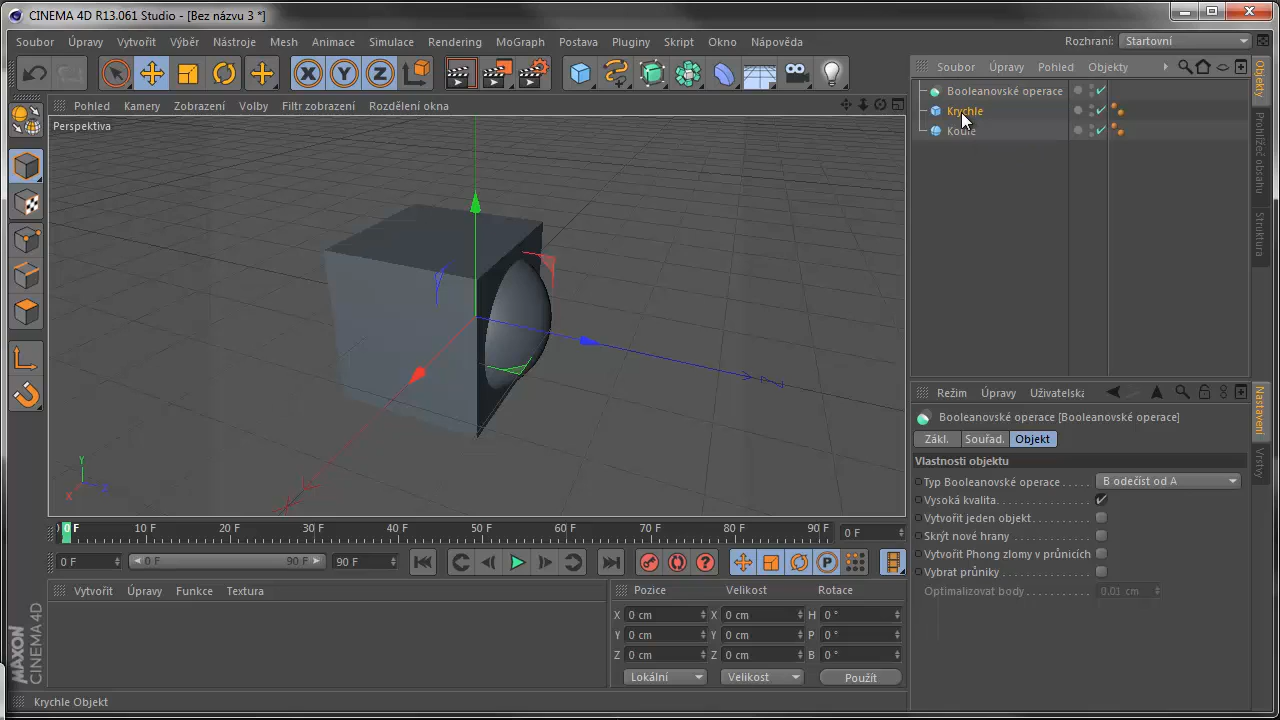 CINEMA 4D R13.061 Studio - [Bez názvu 3 *]
Soubor Úpravy Vytvořit Výběr Nástroje Mesh Animace Simulace Rendering MoGraph Postava Pluginy Skript Okno Nápověda
Rozhraní: Startovní
X Y Z
Soubor Úpravy Pohled Objekty
Pohled Kamery Zobrazení Volby Filtr zobrazení Rozdělení okna
Perspektiva
Booleanovské operace
Krychle
Koule
Objekty
Prohlížeč obsahu
Struktura
Y
X
Režim Úpravy Uživatelska
Booleanovské operace [Booleanovské operace]
Zákl. Souřad. Objekt
Vlastnosti objektu
Typ Booleanovské operace . . . . . B odečíst od A
Vysoká kvalita
Vytvořit jeden objekt
Skrýt nové hrany
Vytvořit Phong zlomy v průnicích
Vybrat průniky
Optimalizovat body 0.01 cm
Nastavení
Vrstvy
0 F 10 F 20 F 30 F 40 F 50 F 60 F 70 F 80 F 90 F 0 F
0 F 0 F 90 F 90 F
P
Vytvořit Úpravy Funkce Textura
Pozice Velikost Rotace
X 0 cm X 0 cm H 0 °
Y 0 cm Y 0 cm P 0 °
Z 0 cm Z 0 cm B 0 °
Lokální Velikost Použít
MAXON
CINEMA 4D
Krychle Objekt